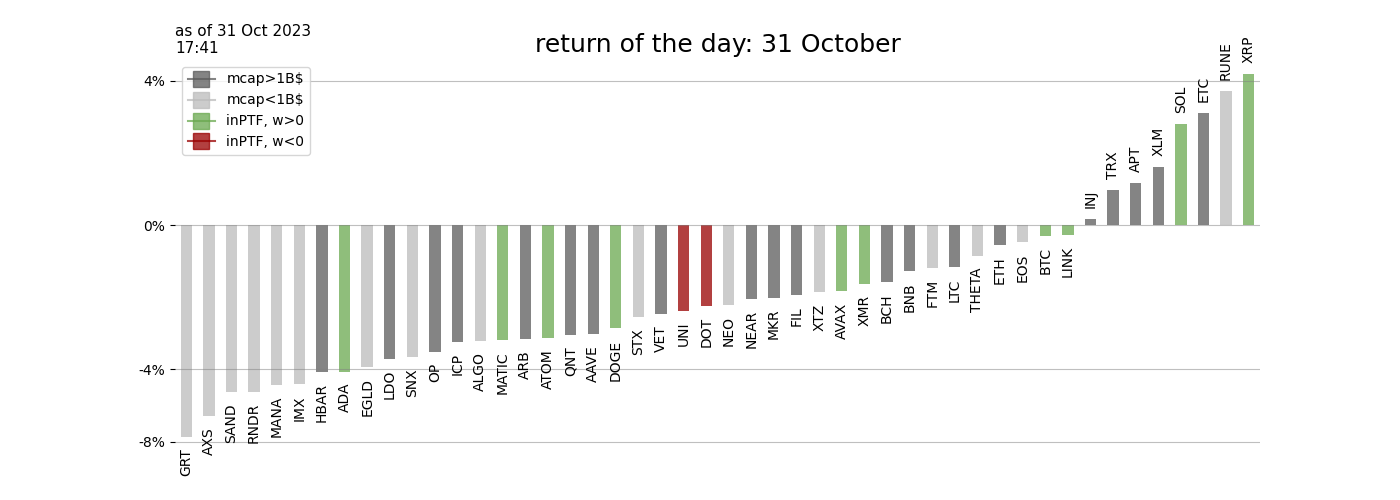 as of 31 Oct 2023
17:41
return of the day: 31 October
mcap>1B$
mcap<1B$
inPTF, w>0
inPTF, w<0
4%
0%
-4%
-8%
GRT
AXS
SAND
RNDR
MANA
IMX
HBAR
ADA
EGLD
LDO
SNX
OP
ICP
ALGO
MATIC
ARB
ATOM
QNT
AAVE
DOGE
STX
VET
UNI
DOT
NEO
NEAR
MKR
FIL
XTZ
AVAX
XMR
BCH
BNB
FTM
LTC
THETA
ETH
EOS
BTC
LINK
INJ
TRX
APT
XLM
SOL
ETC
RUNE
XRP